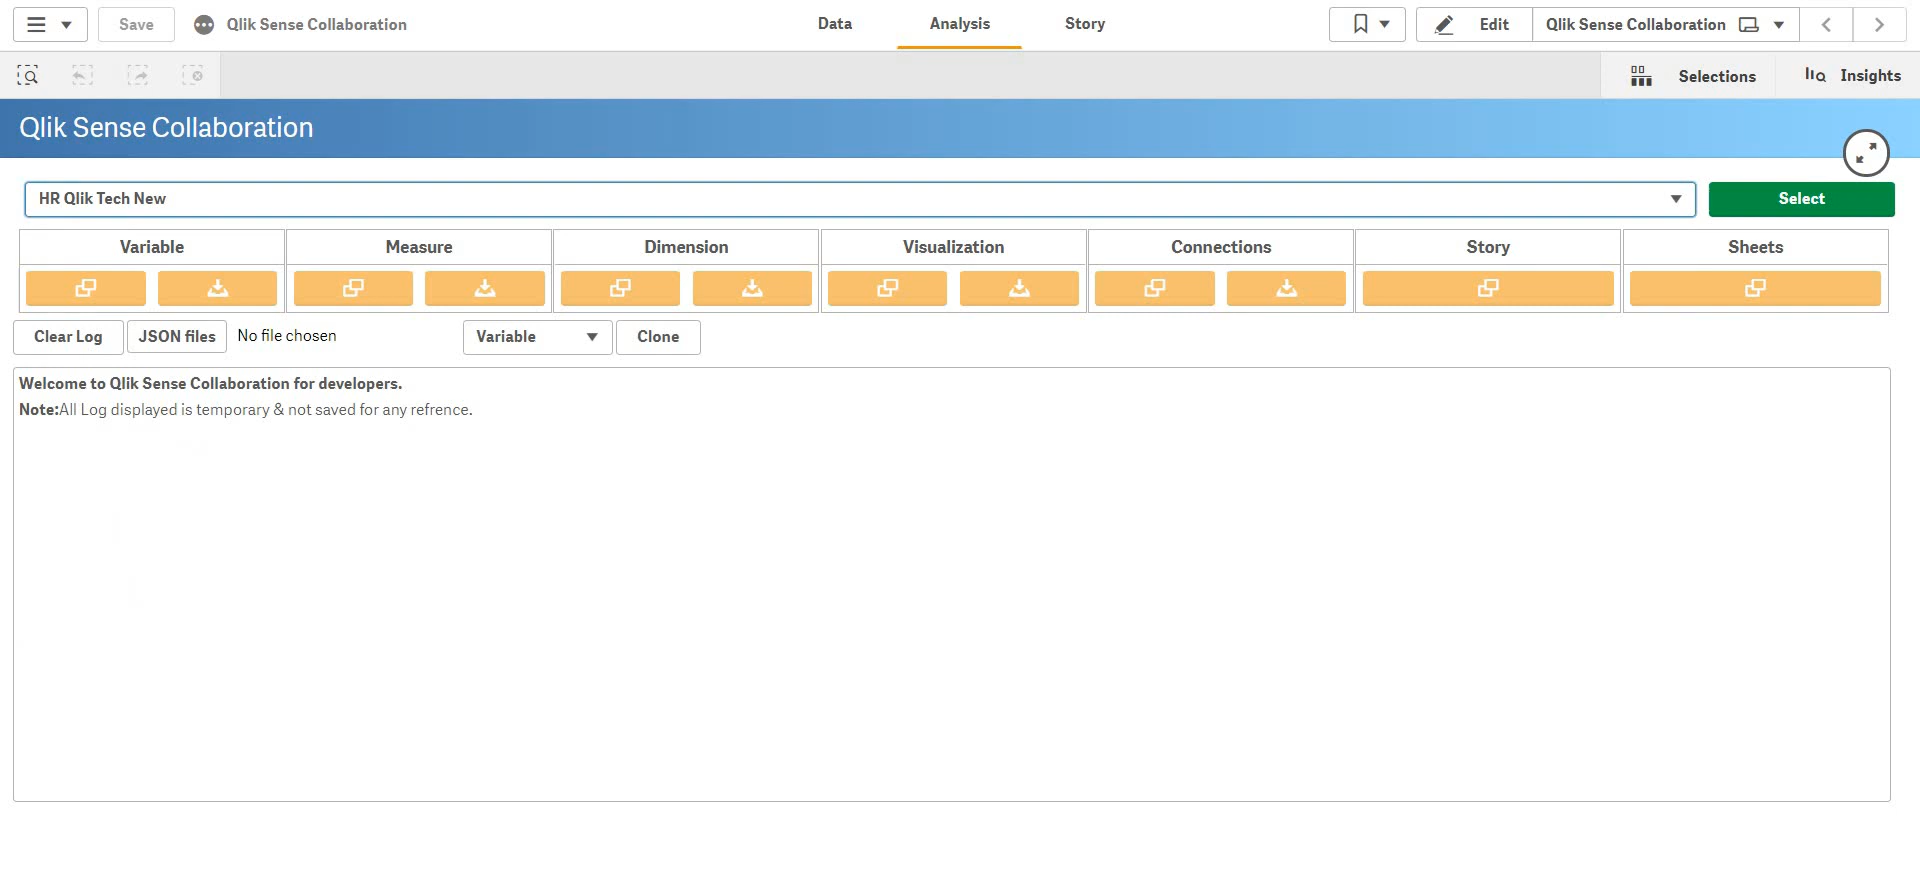 Save
Qlik Sense Collaboration
Data
Analysis
Story
Edit
Qlik Sense Collaboration
Selections
Insights
Qlik Sense Collaboration
HR Qlik Tech New
Select
Variable
Measure
Dimension
Visualization
Connections
Story
Sheets
Clear Log
JSON files
No file chosen
Variable
Clone
Welcome to Qlik Sense Collaboration for developers.
Note:All Log displayed is temporary & not saved for any refrence.